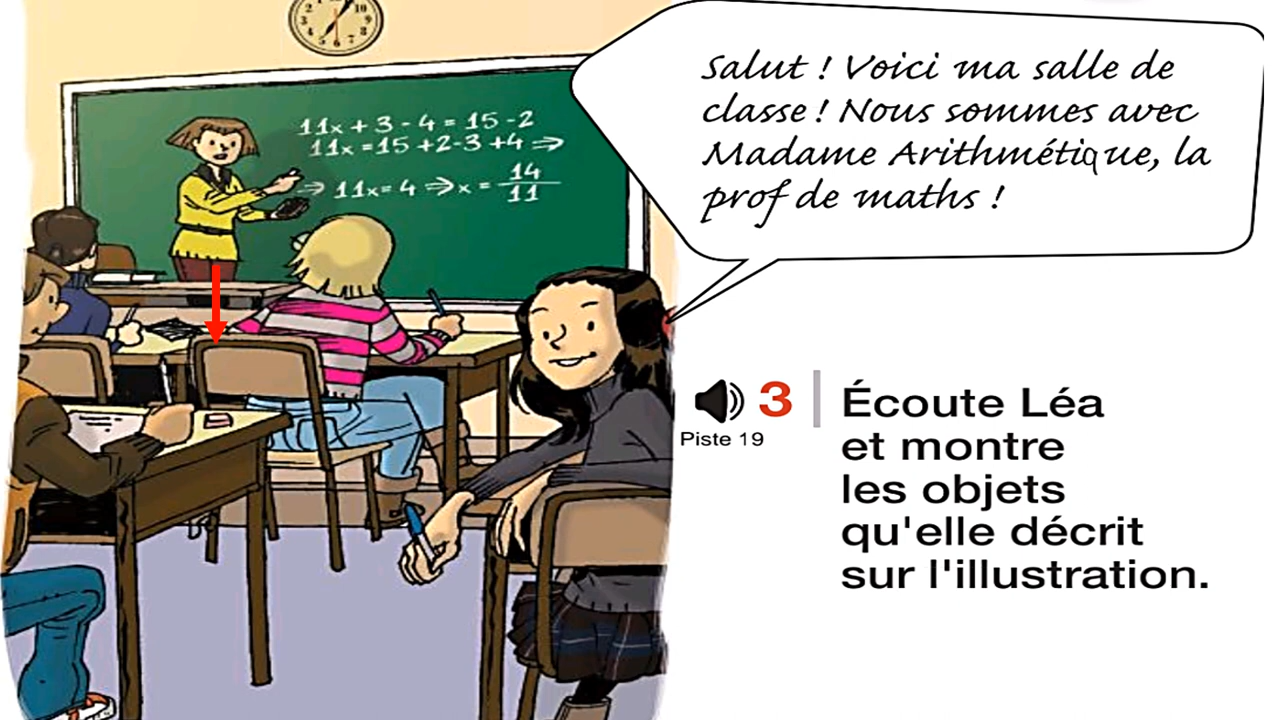 Salut ! Voici ma salle de
classe ! Nous sommes avec
Madame Arithmétique, la
prof de maths !
11x + 3 - 4 = 15 - 2
11x = 15 + 2 - 3 + 4 ⇒
⇒ 11x = 4 ⇒ x = 14/11
3
Piste 19
Écoute Léa
et montre
les objets
qu'elle décrit
sur l'illustration.